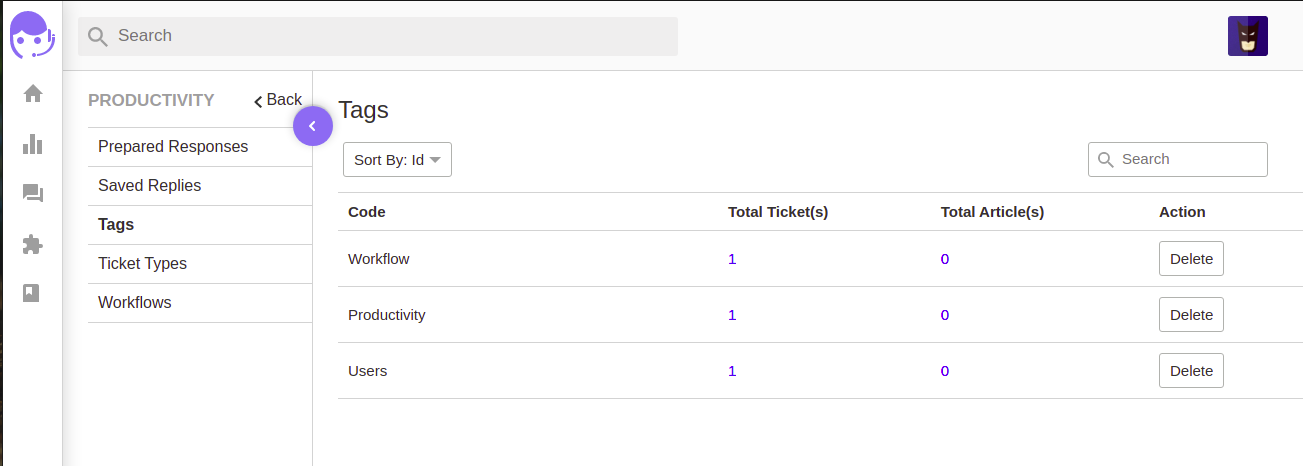 Search
PRODUCTIVITY
Back
Prepared Responses
Saved Replies
Tags
Ticket Types
Workflows
Tags
Sort By: Id
Search
Code Total Ticket(s) Total Article(s) Action
Workflow 1 0 Delete
Productivity 1 0 Delete
Users 1 0 Delete